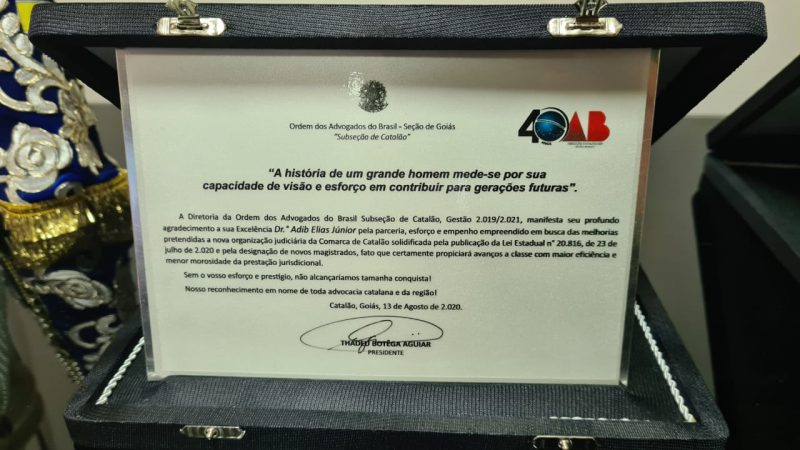 Ordem dos Advogados do Brasil - Seção de Goiás
"Subseção de Catalão"
40 OAB
ANOS
"A história de um grande homem mede-se por sua
capacidade de visão e esforço em contribuir para gerações futuras".
A Diretoria da Ordem dos Advogados do Brasil Subseção de Catalão, Gestão 2.019/2.021, manifesta seu profundo
agradecimento a sua Excelência Dr.° Adib Elias Júnior pela parceria, esforço e empenho empreendido em busca das melhorias
pretendidas a nova organização judiciária da Comarca de Catalão solidificada pela publicação da Lei Estadual n° 20.816, de 23 de
julho de 2.020 e pela designação de novos magistrados, fato que certamente propiciará avanços a classe com maior eficiência e
menor morosidade da prestação jurisdicional.
Sem o vosso esforço e prestígio, não alcançaríamos tamanha conquista!
Nosso reconhecimento em nome de toda advocacia catalana e da região!
Catalão, Goiás, 13 de Agosto de 2.020.
THADEU BOTÊGA AGUIAR
PRESIDENTE